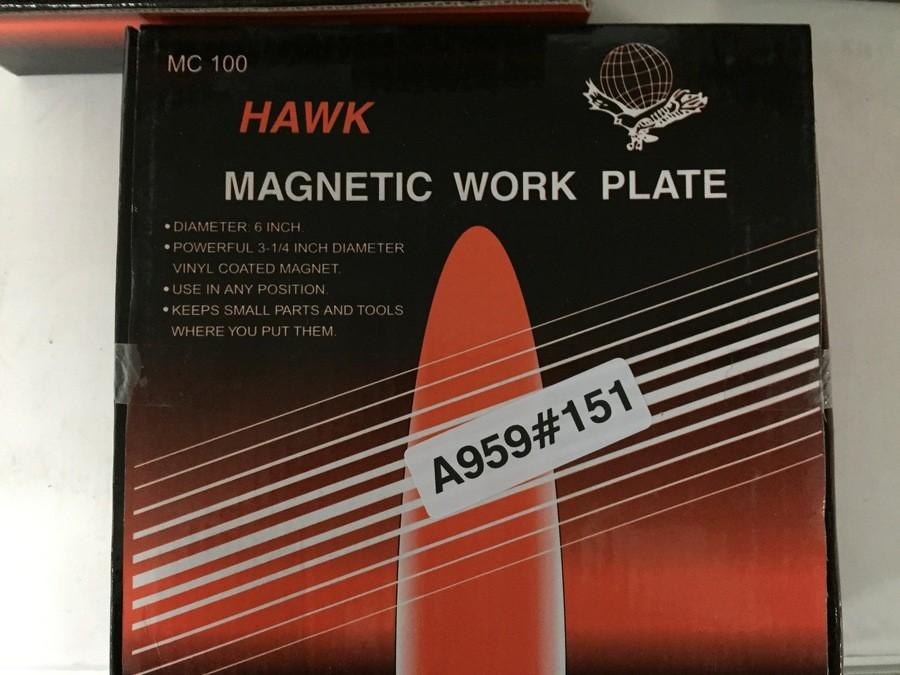 MC 100
HAWK
MAGNETIC WORK PLATE
• DIAMETER: 6 INCH.
• POWERFUL 3-1/4 INCH DIAMETER
VINYL COATED MAGNET.
• USE IN ANY POSITION.
• KEEPS SMALL PARTS AND TOOLS
WHERE YOU PUT THEM.
A959#151